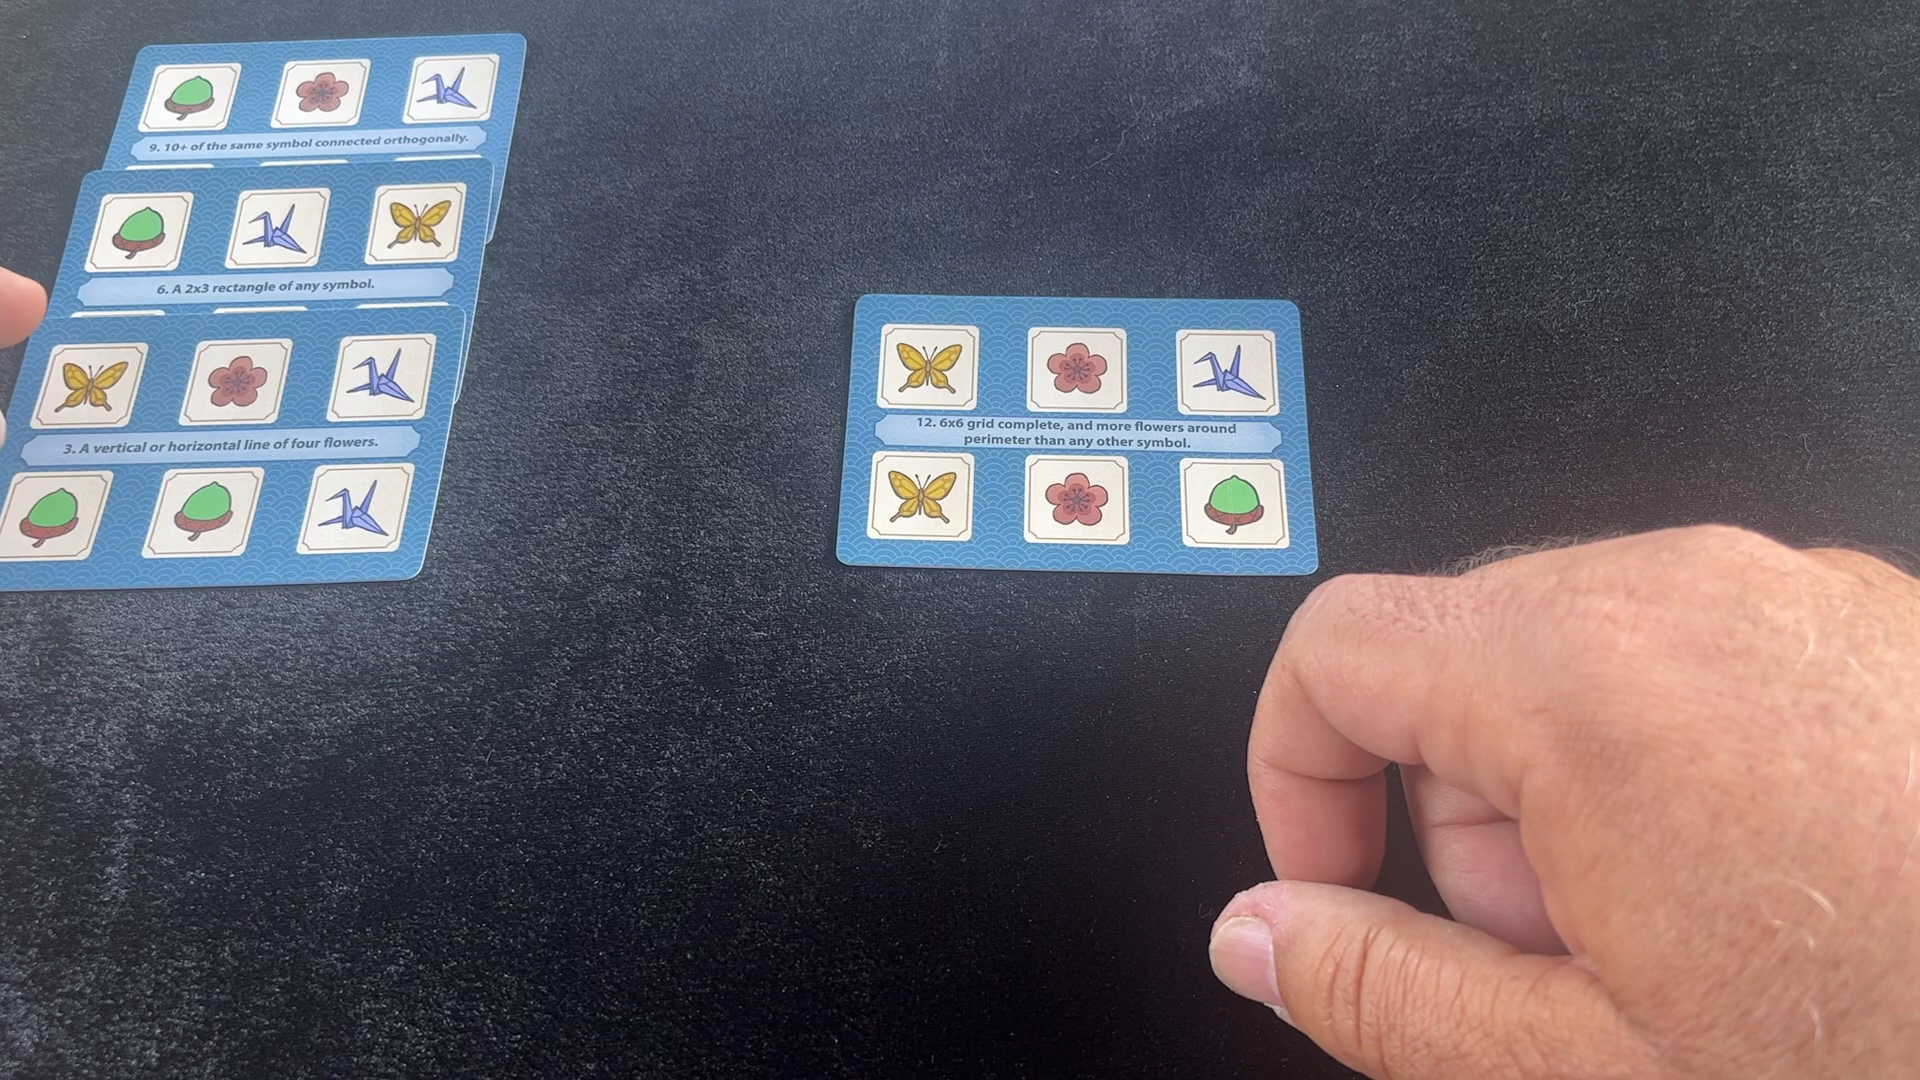 9. 10+ of the same symbol connected orthogonally.
6. A 2x3 rectangle of any symbol.
3. A vertical or horizontal line of four flowers.
12. 6x6 grid complete, and more flowers around
perimeter than any other symbol.